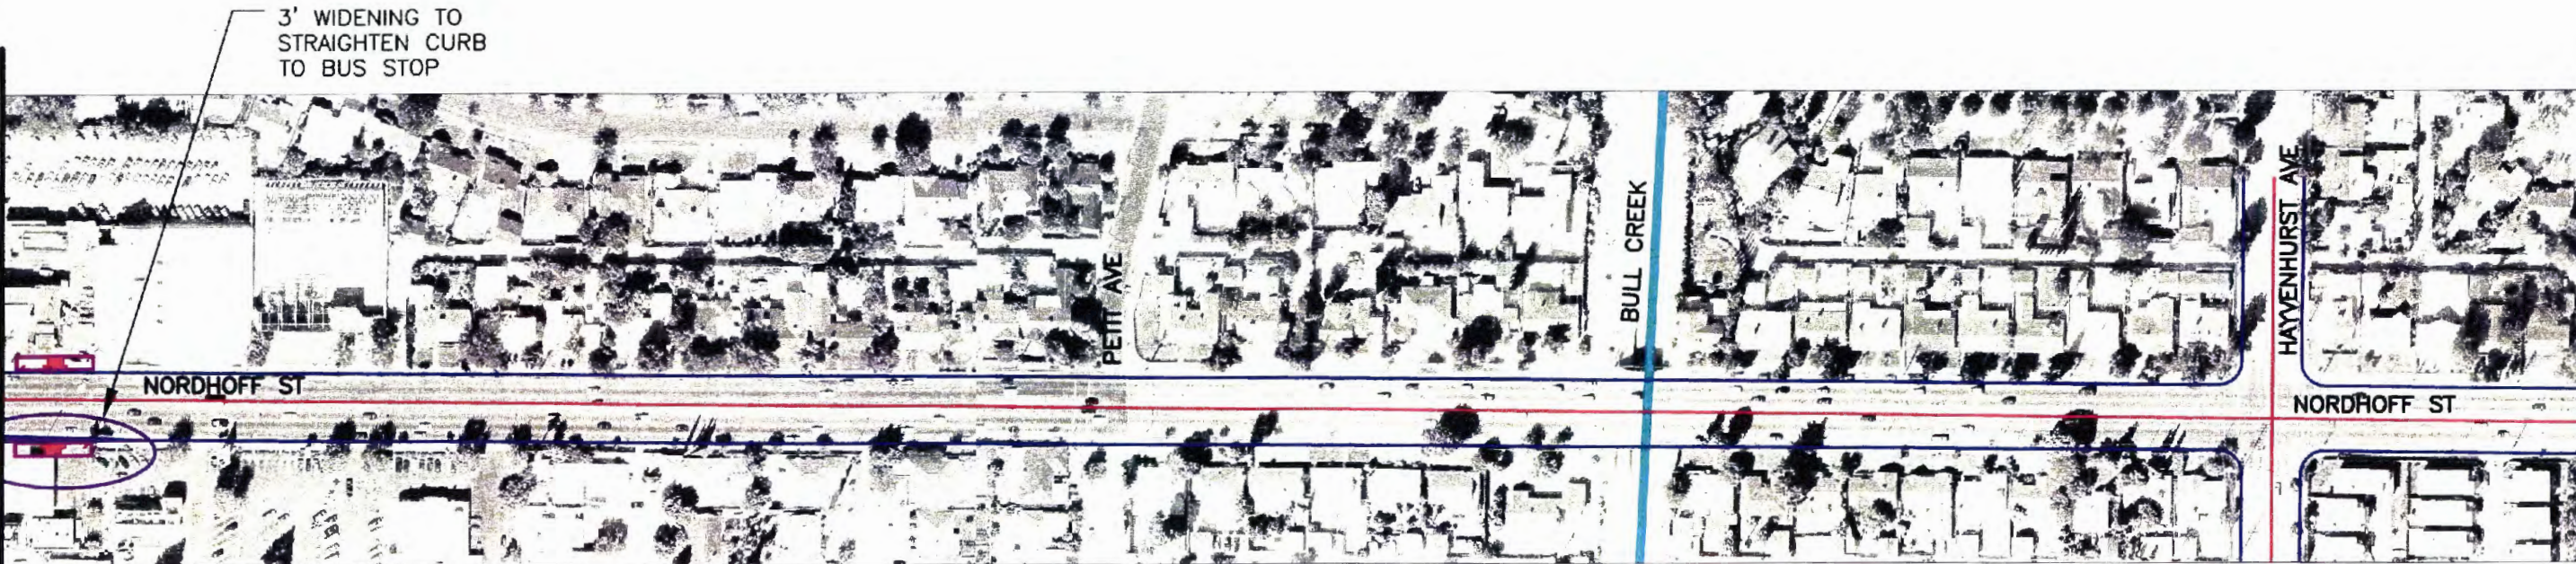 3' WIDENING TO
STRAIGHTEN CURB
TO BUS STOP
PETIT AVE
BULL CREEK
HAYVENHURST AVE
NORDHOFF ST
NORDHOFF ST